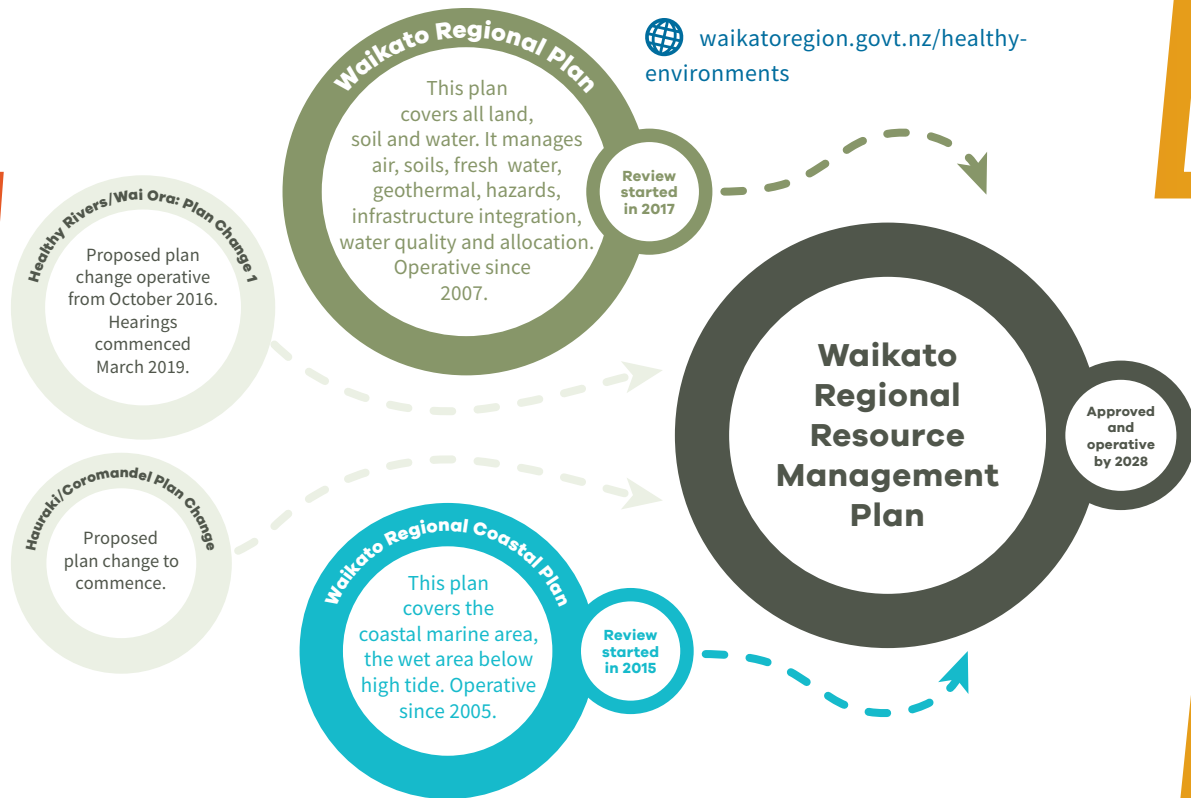 waikatoregion.govt.nz/healthy-
environments
Waikato Regional Plan
This plan
covers all land,
soil and water. It manages
air, soils, fresh water,
geothermal, hazards,
infrastructure integration,
water quality and allocation.
Operative since
2007.
Review
started
in 2017
Healthy Rivers/Wai Ora: Plan Change 1
Proposed plan
change operative
from October 2016.
Hearings
commenced
March 2019.
Hauraki/Coromandel Plan Change
Proposed
plan change to
commence.
Waikato Regional Coastal Plan
This plan
covers the
coastal marine area,
the wet area below
high tide. Operative
since 2005.
Review
started
in 2015
Waikato
Regional
Resource
Management
Plan
Approved
and
operative
by 2028